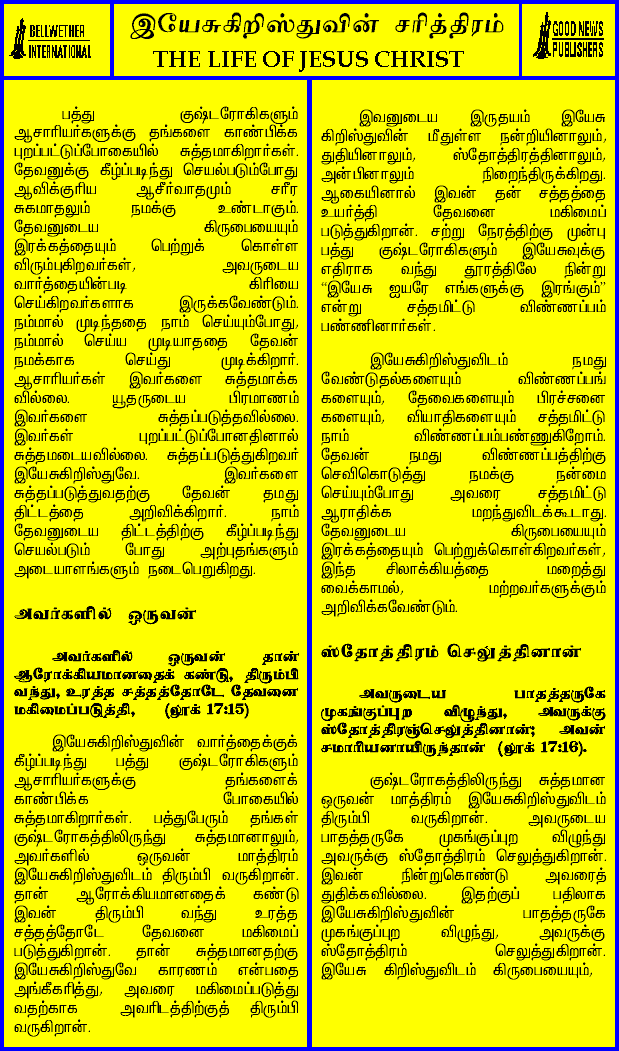 BELLWETHER
INTERNATIONAL
இயேசுகிறிஸ்துவின் சரித்திரம்
THE LIFE OF JESUS CHRIST
GOOD NEWS
PUBLISHERS
பத்து குஷ்டரோகிகளும்
ஆசாரியர்களுக்கு தங்களை காண்பிக்க
புறப்பட்டுப்போகையில் சுத்தமாகிறார்கள்.
தேவனுக்கு கீழ்ப்படிந்து செயல்படும்போது
ஆவிக்குரிய ஆசீர்வாதமும் சரீர
சுகமாதலும் நமக்கு உண்டாகும்.
தேவனுடைய கிருபையையும்
இரக்கத்தையும் பெற்றுக் கொள்ள
விரும்புகிறவர்கள், அவருடைய
வார்த்தையின்படி கிரியை
செய்கிறவர்களாக இருக்கவேண்டும்.
நம்மால் முடிந்ததை நாம் செய்யும்போது,
நம்மால் செய்ய முடியாததை தேவன்
நமக்காக செய்து முடிக்கிறார்.
ஆசாரியர்கள் இவர்களை சுத்தமாக்க
வில்லை. யூதருடைய பிரமாணம்
இவர்களை சுத்தப்படுத்தவில்லை.
இவர்கள் புறப்பட்டுப்போனதினால்
சுத்தமடையவில்லை. சுத்தப்படுத்துகிறவர்
இயேசுகிறிஸ்துவே. இவர்களை
சுத்தப்படுத்துவதற்கு தேவன் தமது
திட்டத்தை அறிவிக்கிறார். நாம்
தேவனுடைய திட்டத்திற்கு கீழ்ப்படிந்து
செயல்படும் போது அற்புதங்களும்
அடையாளங்களும் நடைபெறுகிறது.
அவர்களில் ஒருவன்
அவர்களில் ஒருவன் தான்
ஆரோக்கியமானதைக் கண்டு, திரும்பி
வந்து, உரத்த சத்தத்தோடே தேவனை
மகிமைப்படுத்தி, (லூக் 17:15)
இயேசுகிறிஸ்துவின் வார்த்தைக்குக்
கீழ்ப்படிந்து பத்து குஷ்டரோகிகளும்
ஆசாரியர்களுக்கு தங்களைக்
காண்பிக்க போகையில்
சுத்தமாகிறார்கள். பத்துபேரும் தங்கள்
குஷ்டரோகத்திலிருந்து சுத்தமானாலும்,
அவர்களில் ஒருவன் மாத்திரம்
இயேசுகிறிஸ்துவிடம் திரும்பி வருகிறான்.
தான் ஆரோக்கியமானதைக் கண்டு
இவன் திரும்பி வந்து உரத்த
சத்தத்தோடே தேவனை மகிமைப்
படுத்துகிறான். தான் சுத்தமானதற்கு
இயேசுகிறிஸ்துவே காரணம் என்பதை
அங்கீகரித்து, அவரை மகிமைப்படுத்து
வதற்காக அவரிடத்திற்குத் திரும்பி
வருகிறான்.
இவனுடைய இருதயம் இயேசு
கிறிஸ்துவின் மீதுள்ள நன்றியினாலும்,
துதியினாலும், ஸ்தோத்திரத்தினாலும்,
அன்பினாலும் நிறைந்திருக்கிறது.
ஆகையினால் இவன் தன் சத்தத்தை
உயர்த்தி தேவனை மகிமைப்
படுத்துகிறான். சற்று நேரத்திற்கு முன்பு
பத்து குஷ்டரோகிகளும் இயேசுவுக்கு
எதிராக வந்து தூரத்திலே நின்று
“இயேசு ஐயரே எங்களுக்கு இரங்கும்”
என்று சத்தமிட்டு விண்ணப்பம்
பண்ணினார்கள்.
இயேசுகிறிஸ்துவிடம் நமது
வேண்டுதல்களையும் விண்ணப்பங்
களையும், தேவைகளையும் பிரச்சனை
களையும், வியாதிகளையும் சத்தமிட்டு
நாம் விண்ணப்பம்பண்ணுகிறோம்.
தேவன் நமது விண்ணப்பத்திற்கு
செவிகொடுத்து நமக்கு நன்மை
செய்யும்போது அவரை சத்தமிட்டு
ஆராதிக்க மறந்துவிடக்கூடாது.
தேவனுடைய கிருபையையும்
இரக்கத்தையும் பெற்றுக்கொள்கிறவர்கள்,
இந்த சிலாக்கியத்தை மறைத்து
வைக்காமல், மற்றவர்களுக்கும்
அறிவிக்கவேண்டும்.
ஸ்தோத்திரம் செலுத்தினான்
அவருடைய பாதத்தருகே
முகங்குப்புற விழுந்து, அவருக்கு
ஸ்தோத்திரஞ்செலுத்தினான்; அவன்
சமாரியனாயிருந்தான் (லூக் 17:16).
குஷ்டரோகத்திலிருந்து சுத்தமான
ஒருவன் மாத்திரம் இயேசுகிறிஸ்துவிடம்
திரும்பி வருகிறான். அவருடைய
பாதத்தருகே முகங்குப்புற விழுந்து
அவருக்கு ஸ்தோத்திரம் செலுத்துகிறான்.
இவன் நின்றுகொண்டு அவரைத்
துதிக்கவில்லை. இதற்குப் பதிலாக
இயேசுகிறிஸ்துவின் பாதத்தருகே
முகங்குப்புற விழுந்து, அவருக்கு
ஸ்தோத்திரம் செலுத்துகிறான்.
இயேசு கிறிஸ்துவிடம் கிருபையையும்,